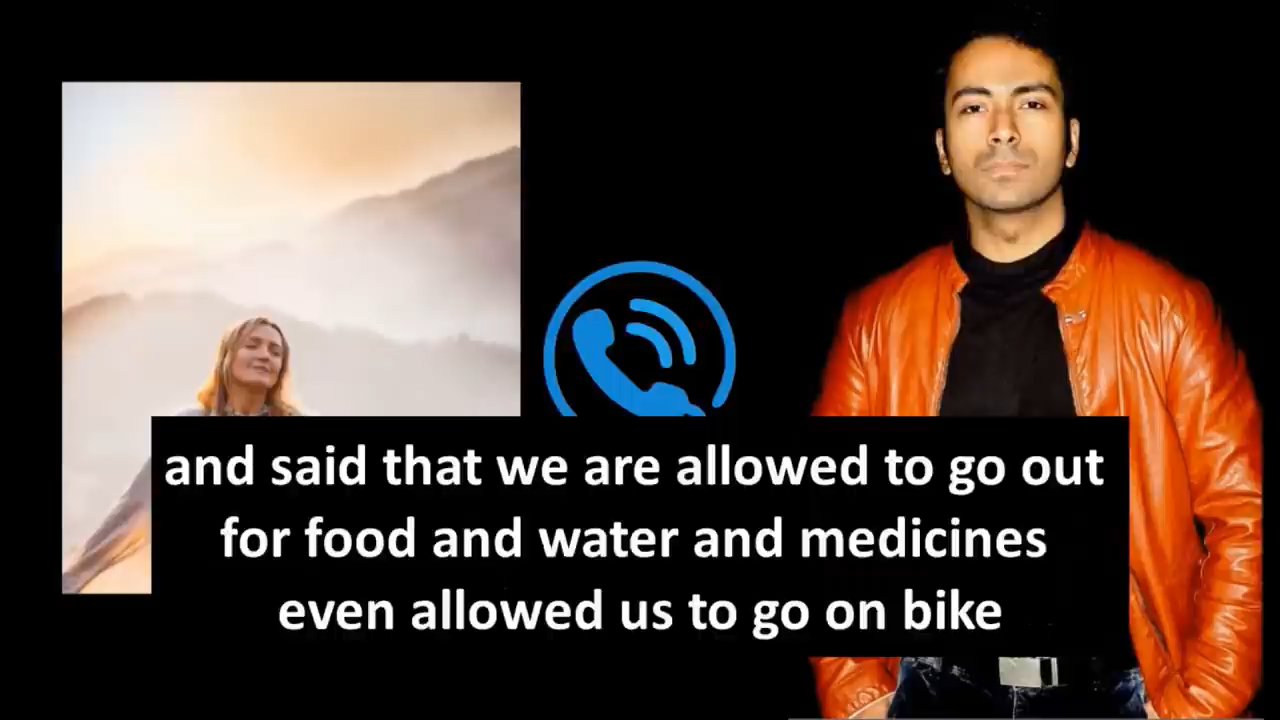 and said that we are allowed to go out
for food and water and medicines
even allowed us to go on bike